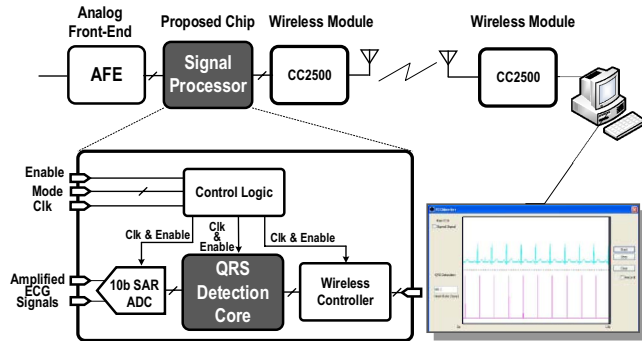 Analog
Front-End
Proposed Chip
Wireless Module
Wireless Module
AFE
Signal
Processor
CC2500
CC2500
Enable
Mode
Clk
Control Logic
Clk & Enable
Clk
&
Enable
Clk & Enable
Amplified
ECG
Signals
10b SAR
ADC
QRS
Detection
Core
Wireless
Controller